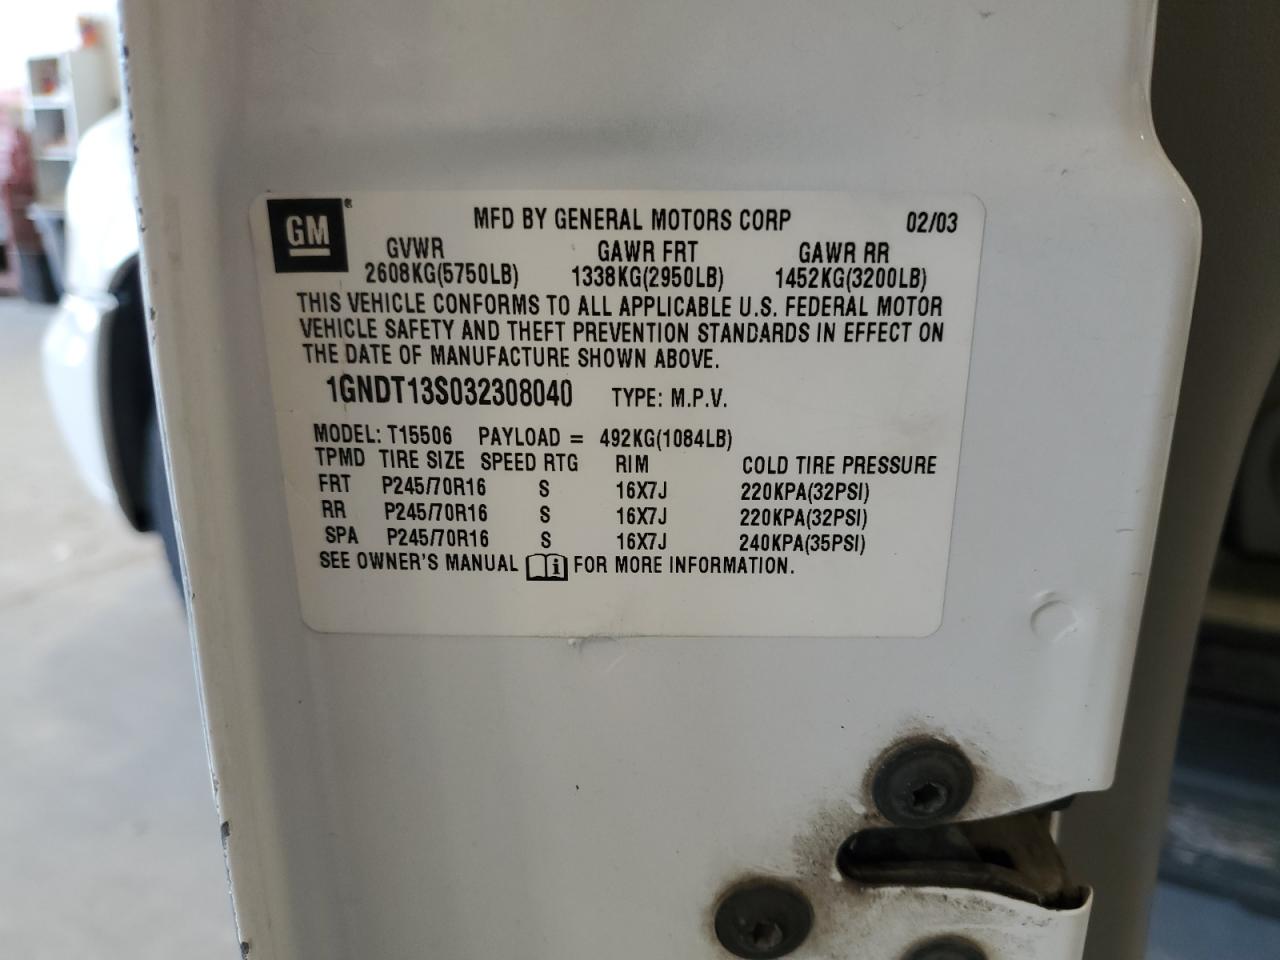 GM® MFD BY GENERAL MOTORS CORP 02/03
GVWR GAWR FRT GAWR RR
2608KG(5750LB) 1338KG(2950LB) 1452KG(3200LB)
THIS VEHICLE CONFORMS TO ALL APPLICABLE U.S. FEDERAL MOTOR
VEHICLE SAFETY AND THEFT PREVENTION STANDARDS IN EFFECT ON
THE DATE OF MANUFACTURE SHOWN ABOVE.
1GNDT13S032308040 TYPE: M.P.V.
MODEL: T15506 PAYLOAD = 492KG(1084LB)
TPMD TIRE SIZE SPEED RTG RIM COLD TIRE PRESSURE
FRT P245/70R16 S 16X7J 220KPA(32PSI)
RR P245/70R16 S 16X7J 220KPA(32PSI)
SPA P245/70R16 S 16X7J 240KPA(35PSI)
SEE OWNER'S MANUAL i FOR MORE INFORMATION.